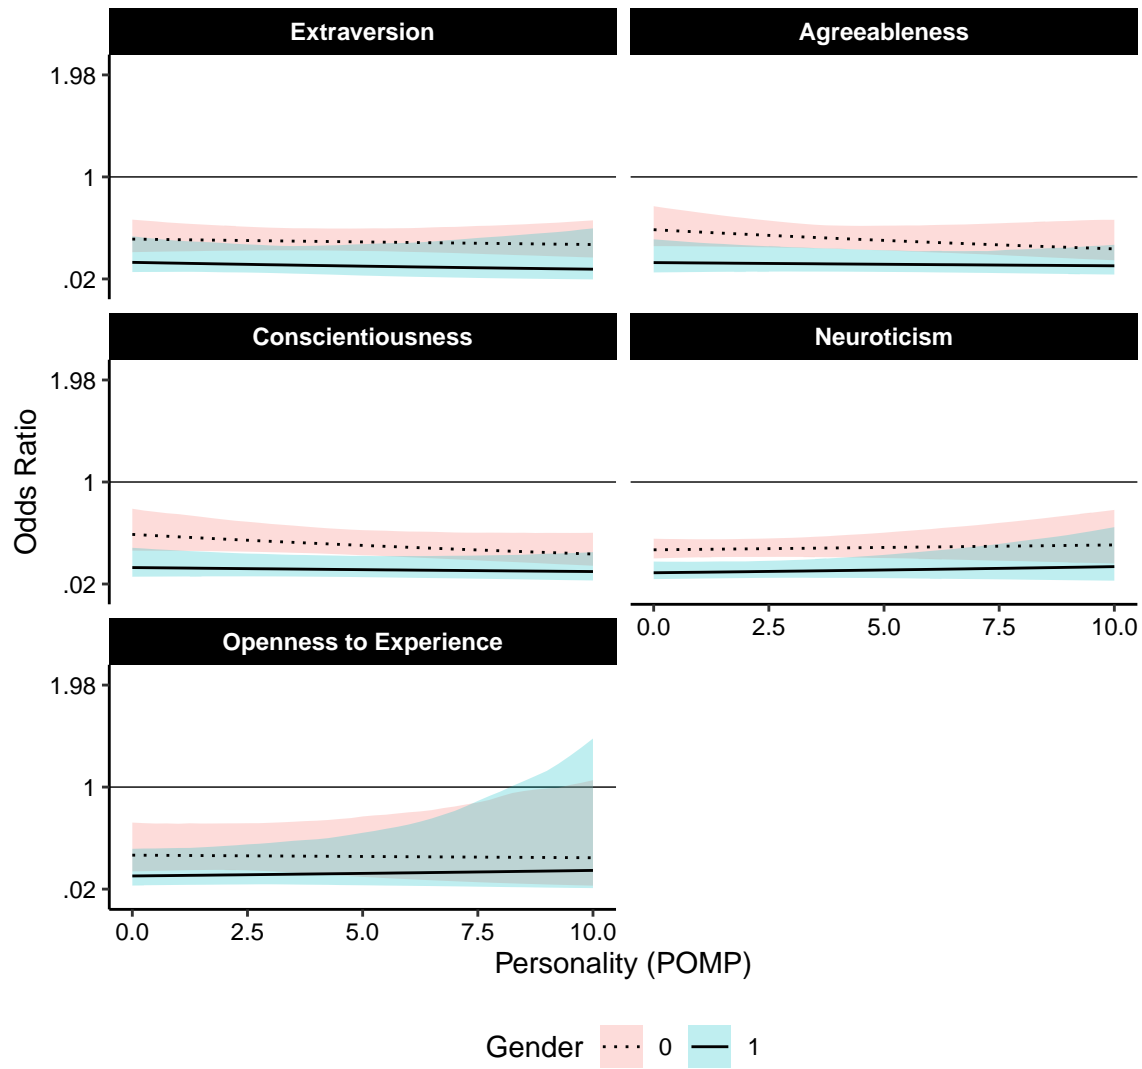 Extraversion
Agreeableness
1.98
1
.02
Conscientiousness
Neuroticism
1.98
1
.02
0.0 2.5 5.0 7.5 10.0
Openness to Experience
1.98
1
.02
0.0 2.5 5.0 7.5 10.0
Odds Ratio
Personality (POMP)
Gender 0 1